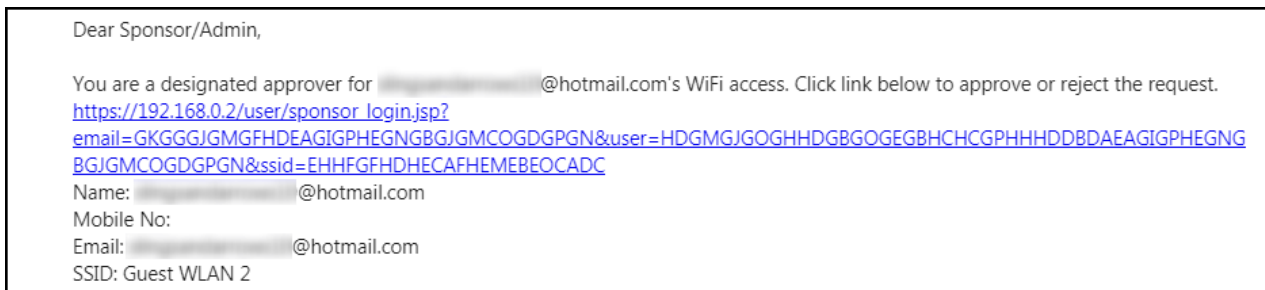 Dear Sponsor/Admin,
You are a designated approver for @hotmail.com's WiFi access. Click link below to approve or reject the request.
https://192.168.0.2/user/sponsor_login.jsp?
email=GKGGGJGMGFHDEAGIGPHEGNGBGJGMCOGDGPGN&user=HDGMGJGOGHHDGBGOGEGBHCHCGPHHHDDBDAEAGIGPHEGNG
BGJGMCOGDGPGN&ssid=EHHFGFHDHECAFHEMEBEOCADC
Name: @hotmail.com
Mobile No:
Email: @hotmail.com
SSID: Guest WLAN 2